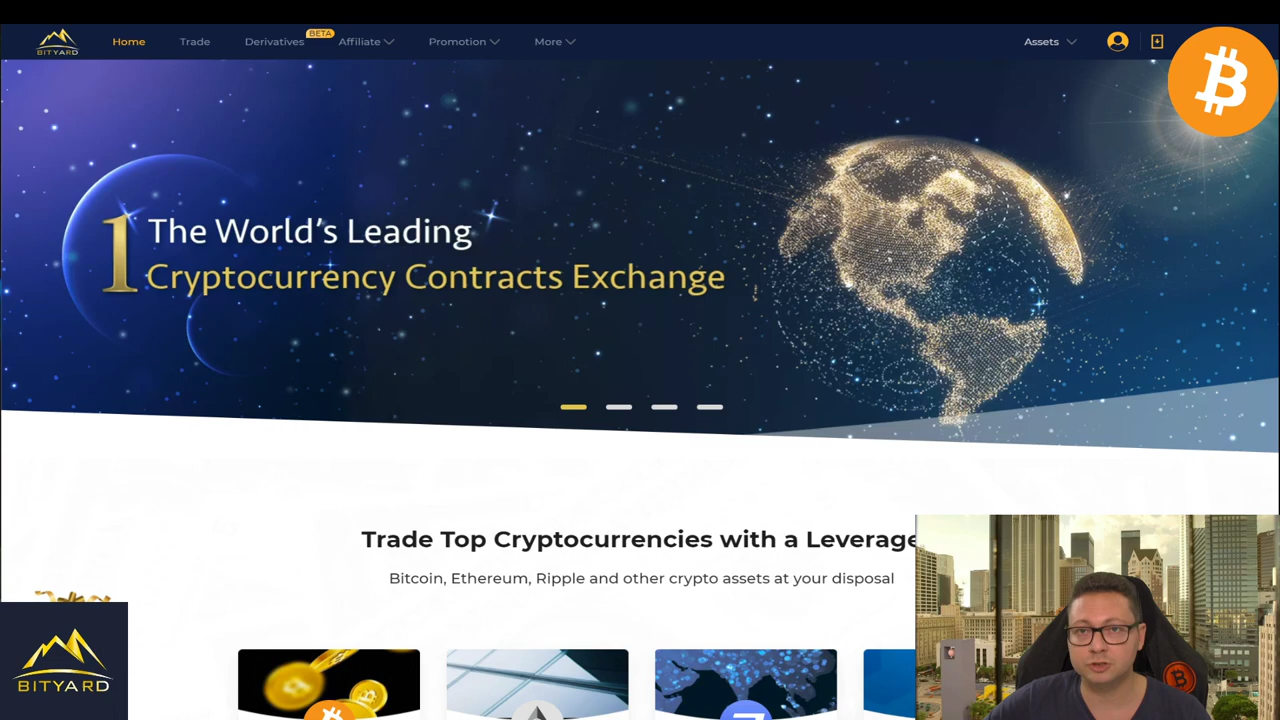 BITYARD
Home
Trade
Derivatives
BETA
Affiliate
Promotion
More
Assets
1 The World's Leading
Cryptocurrency Contracts Exchange
Trade Top Cryptocurrencies with a Leverage
Bitcoin, Ethereum, Ripple and other crypto assets at your disposal
BITYARD